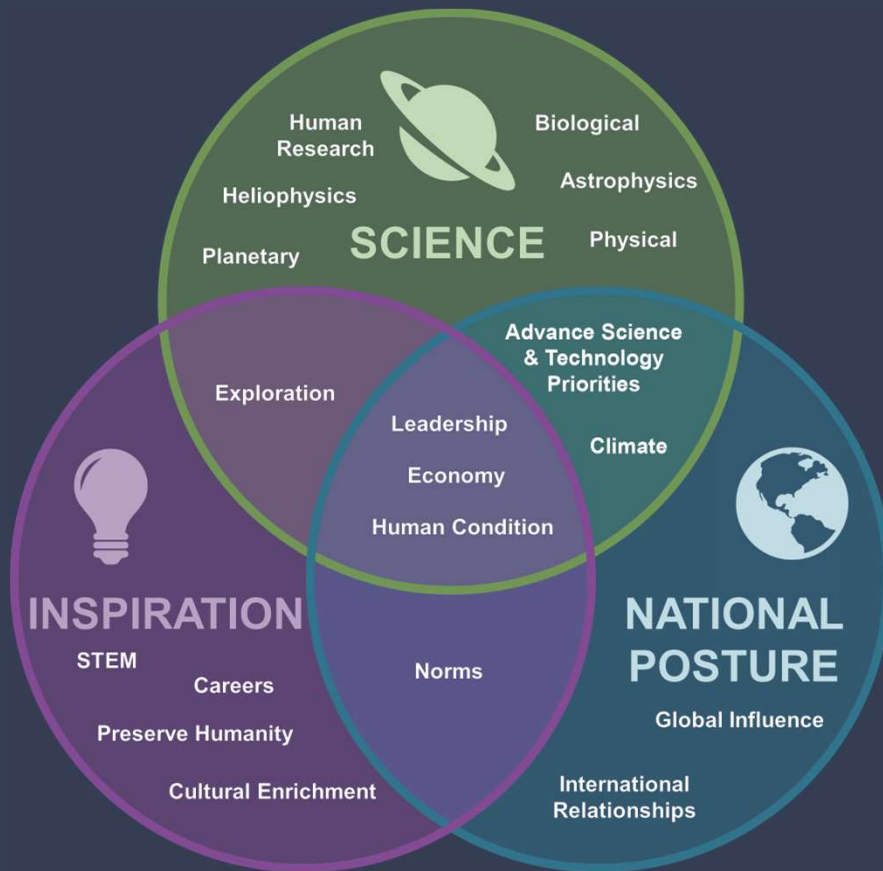 Human
Research
Biological
Heliophysics
Astrophysics
SCIENCE
Planetary
Physical
Advance Science
& Technology
Priorities
Exploration
Leadership
Climate
Economy
Human Condition
INSPIRATION
NATIONAL
POSTURE
STEM
Careers
Norms
Global Influence
Preserve Humanity
Cultural Enrichment
International
Relationships